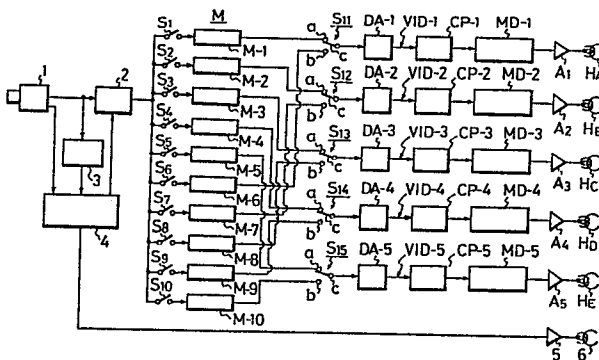 M
S1 M-1
S2 M-2
S3 M-3
S4 M-4
S5 M-5
S6 M-6
S7 M-7
S8 M-8
S9 M-9
S10 M-10
1 2
3
4
a b c S11 DA-1 VID-1 CP-1 MD-1 A1 HA
a b c S12 DA-2 VID-2 CP-2 MD-2 A2 HB
a b c S13 DA-3 VID-3 CP-3 MD-3 A3 HC
a b c S14 DA-4 VID-4 CP-4 MD-4 A4 HD
a b c S15 DA-5 VID-5 CP-5 MD-5 A5 HE
5 6